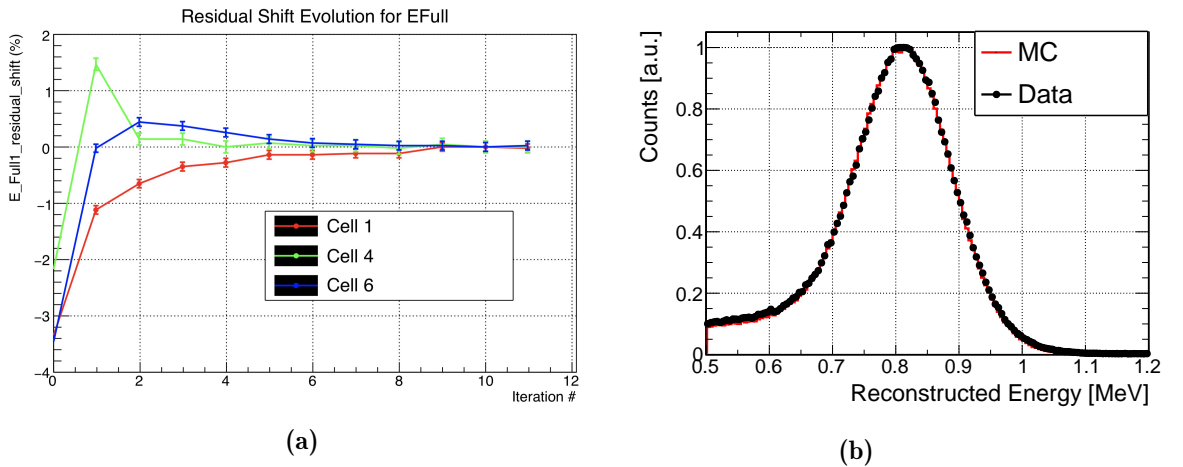 Residual Shift Evolution for EFull
E_Full1_residual_shift (%)
2
1
0
−1
−2
−3
−4
0 2 4 6 8 10 12
Iteration #
Cell 1
Cell 4
Cell 6
(a)
Counts [a.u.]
1
0.8
0.6
0.4
0.2
0
0.5 0.6 0.7 0.8 0.9 1 1.1 1.2
Reconstructed Energy [MeV]
MC
Data
(b)